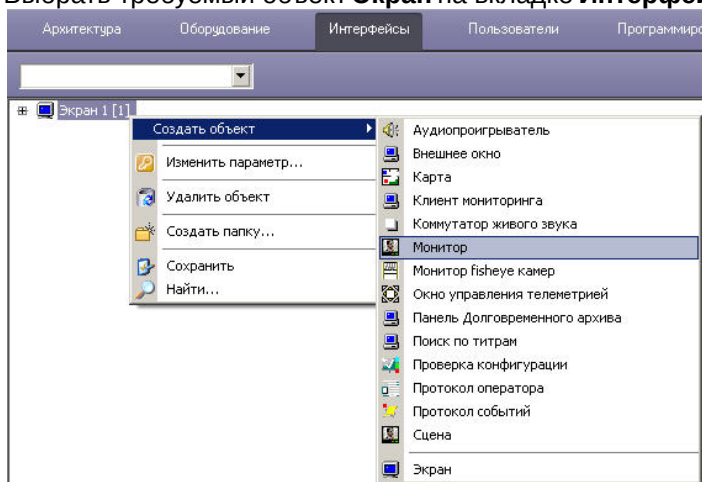 Выбрать требуемый объект Экран на вкладке Интерфей
Архитектура Оборудование Интерфейсы Пользователи Программиро
Экран 1 [1]
Создать объект
Изменить параметр...
Удалить объект
Создать папку...
Сохранить
Найти...
Аудиопроигрыватель
Внешнее окно
Карта
Клиент мониторинга
Коммутатор живого звука
Монитор
Монитор fisheye камер
Окно управления телеметрией
Панель Долговременного архива
Поиск по титрам
Проверка конфигурации
Протокол оператора
Протокол событий
Сцена
Экран